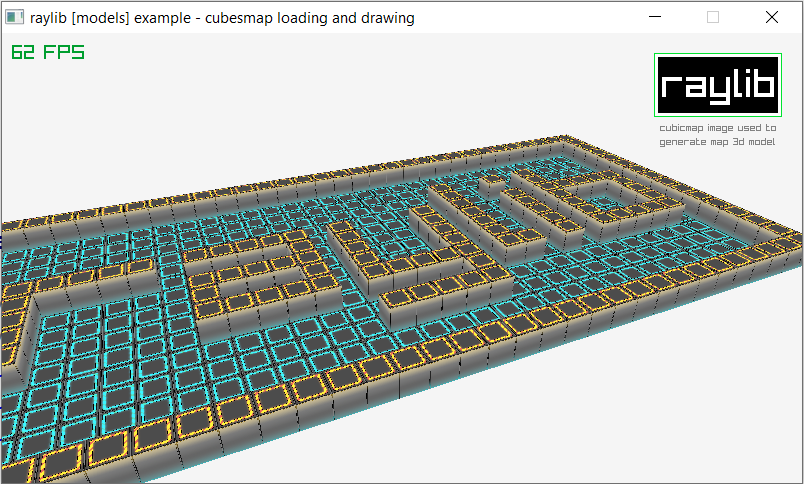 raylib [models] example - cubesmap loading and drawing
62 FPS
raylib
cubicmap image used to
generate map 3d model